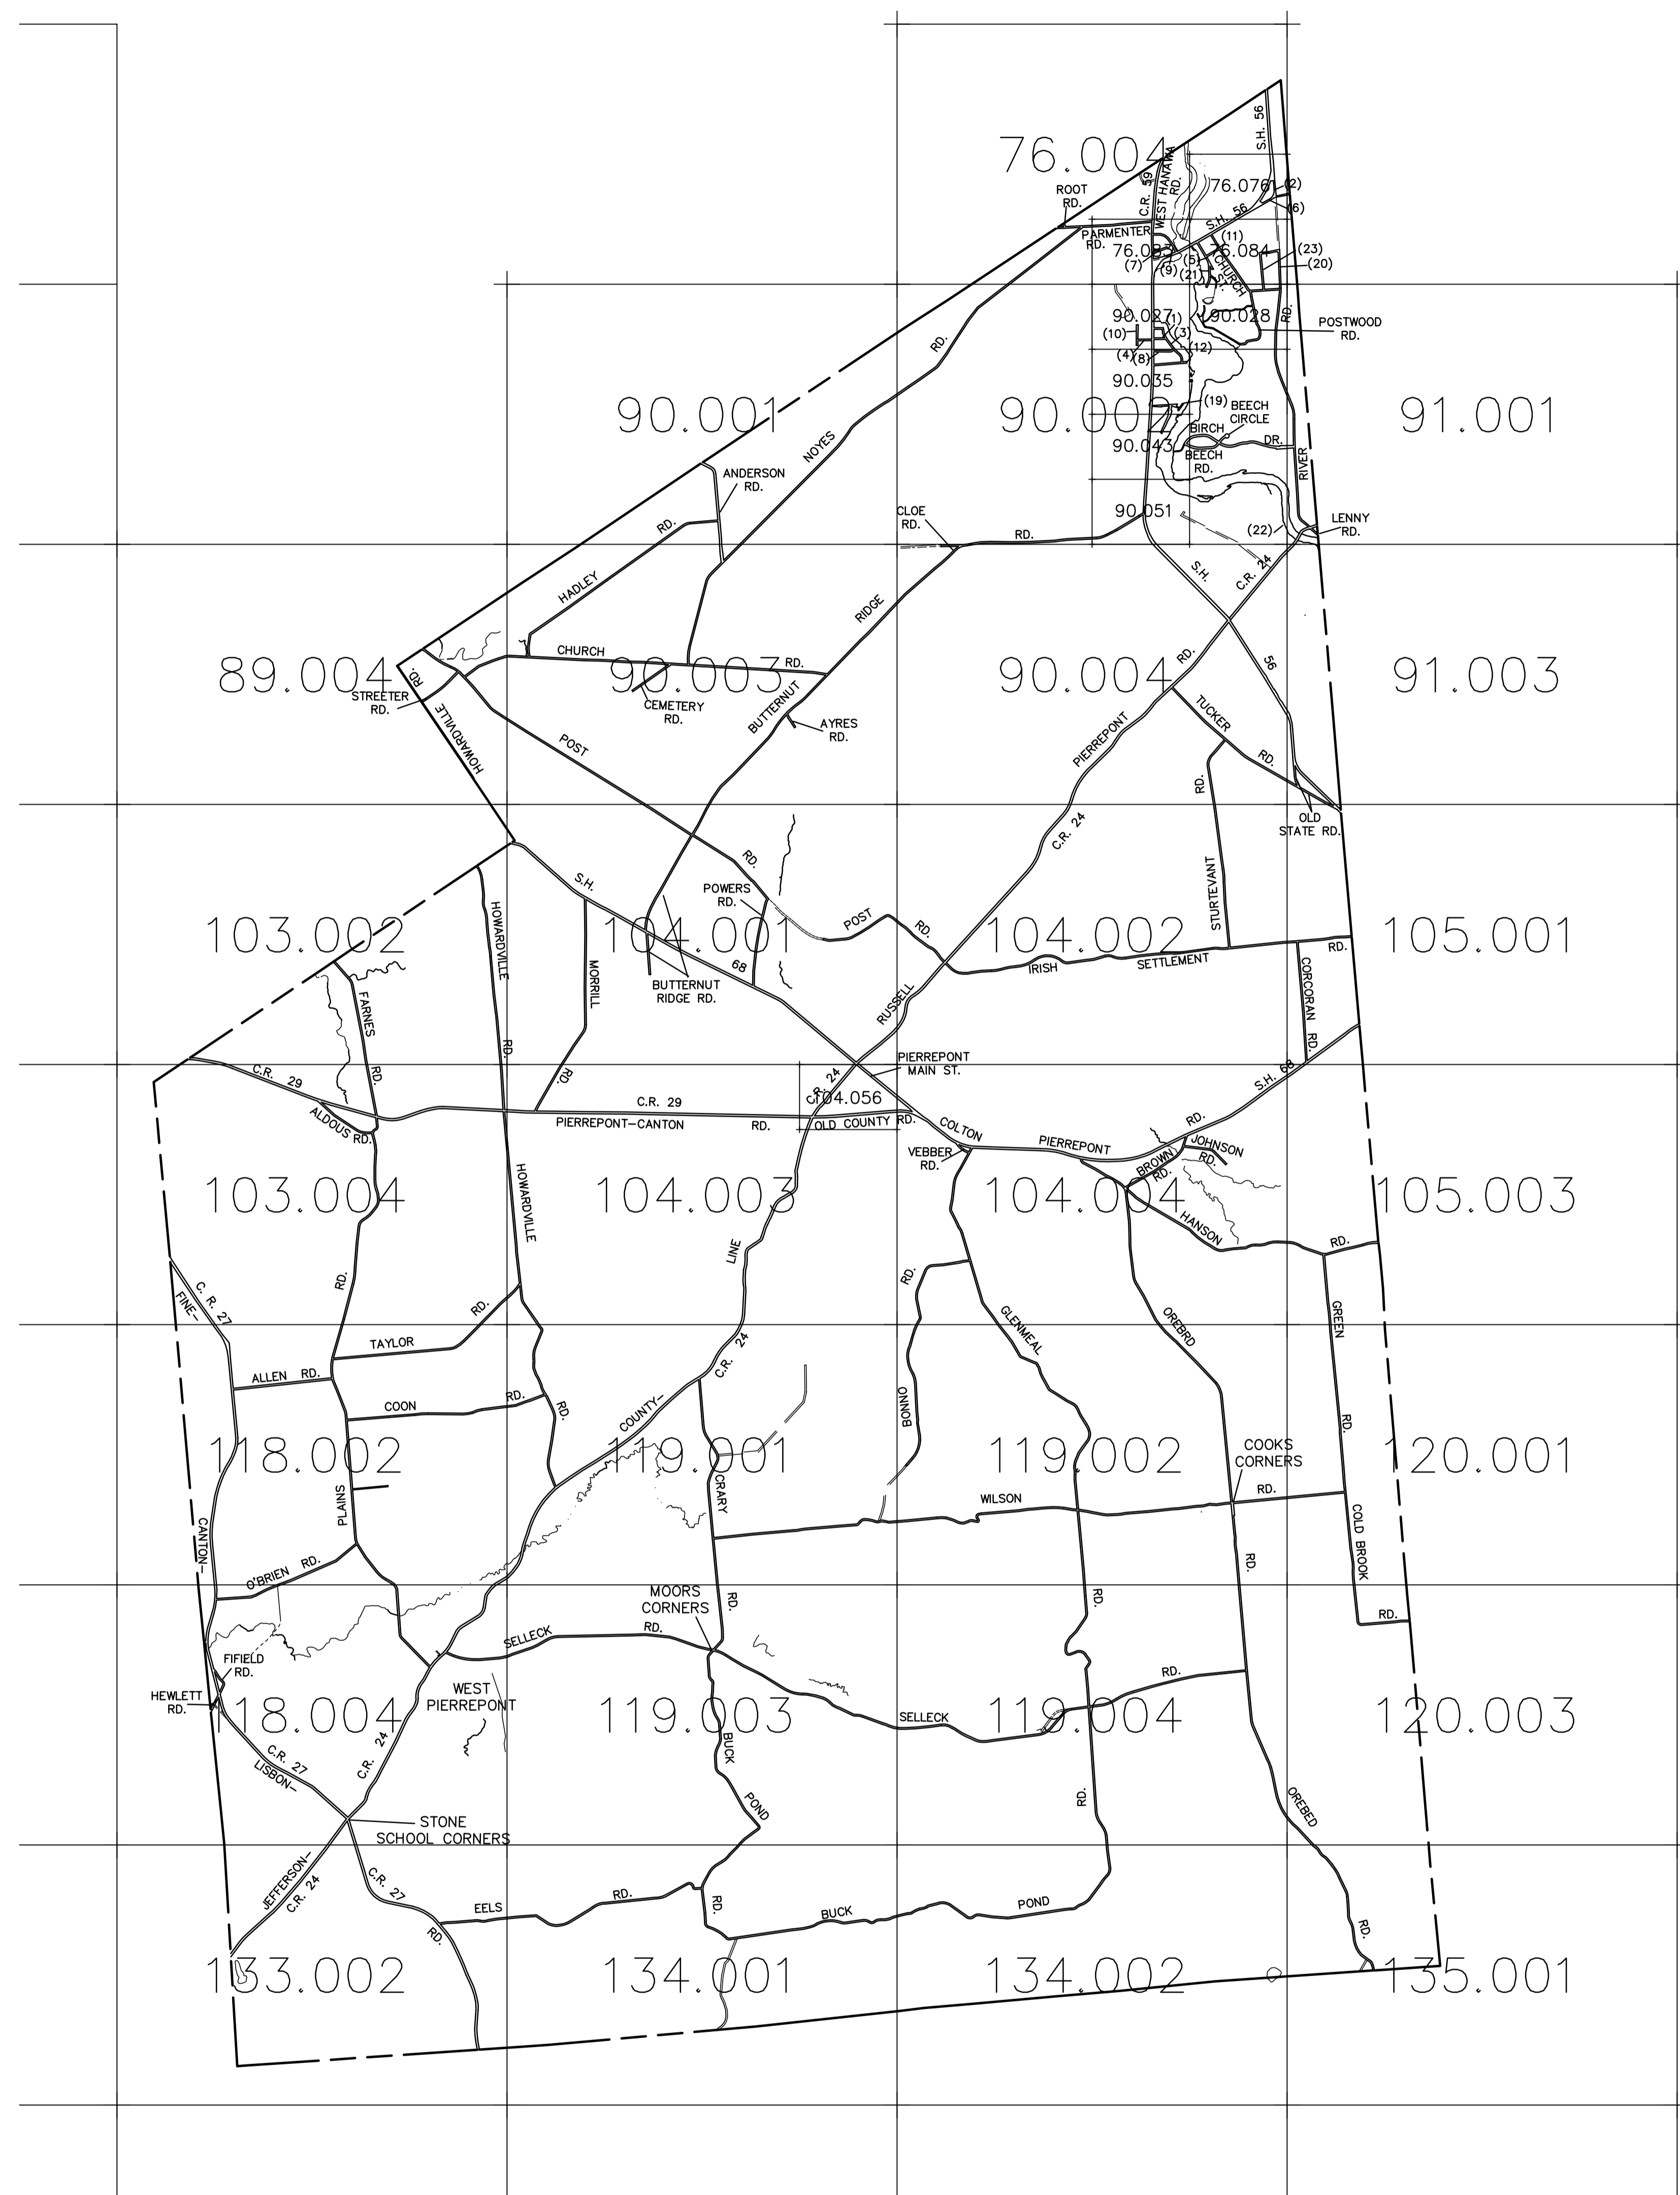 76.004
S.H. 56
C.R. 59
WEST HANAWA
RD.
76.076
(2)
(6)
ROOT
RD.
S.H. 56
PARMENTER
RD.
76.083
76.084
(11)
(23)
(20)
(7)
(9)
(5)
(21)
CHURCH
ST.
90.027
90.028
RD.
POSTWOOD
RD.
(1)
(3)
(10)
(4)
(8)
(12)
RD.
90.035
90.001
90.002
91.001
(19)
BEECH
CIRCLE
BIRCH
DR.
90.043
BEECH
RD.
RIVER
NOYES
ANDERSON
RD.
CLOE
RD.
90.051
LENNY
RD.
(22)
RD.
RD.
S.H.
C.R. 24
HADLEY
RIDGE
CHURCH
RD.
RD.
56
89.004
90.003
90.004
91.003
RD.
STREETER
RD.
HOWARDVILLE
CEMETERY
RD.
BUTTERNUT
AYRES
RD.
TUCKER
RD.
PIERREPONT
POST
RD.
OLD
STATE RD.
C.R. 24
RD.
S.H.
POWERS
RD.
STURTEVANT
POST
RD.
103.002
HOWARDVILLE
104.001
104.002
105.001
68
RD.
SETTLEMENT
IRISH
MORRILL
BUTTERNUT
RIDGE RD.
CORCORAN
RUSSELL
FARNES
RD.
RD.
PIERREPONT
MAIN ST.
C.R. 29
RD.
RD.
C.R. 24
S.H. 68
104.056
C.R. 29
ALDOUS
RD.
PIERREPONT-CANTON
RD.
OLD COUNTY
RD.
COLTON
RD.
PIERREPONT
VEBBER
RD.
BROWN
RD.
JOHNSON
RD.
103.004
HOWARDVILLE
104.003
104.004
105.003
HANSON
RD.
LINE
RD.
RD.
C. R. 27
FINE-
RD.
GLENMEAL
OREBRD
GREEN
TAYLOR
C.R. 24
ALLEN
RD.
COON
RD.
RD.
COUNTY-
BONNO
RD.
118.002
119.001
119.002
COOKS
CORNERS
120.001
CRARY
PLAINS
WILSON
RD.
CANTON-
COLD BROOK
O'BRIEN
RD.
RD.
MOORS
CORNERS
RD.
RD.
RD.
SELLECK
RD.
FIFIELD
RD.
RD.
HEWLETT
RD.
WEST
PIERREPONT
118.004
119.003
SELLECK
119.004
120.003
C.R. 24
BUCK
C.R. 27
LISBON-
POND
RD.
OREBED
STONE
SCHOOL CORNERS
JEFFERSON-
C.R. 24
C.R. 27
EELS
RD.
RD.
BUCK
POND
RD.
RD.
133.002
134.001
134.002
135.001